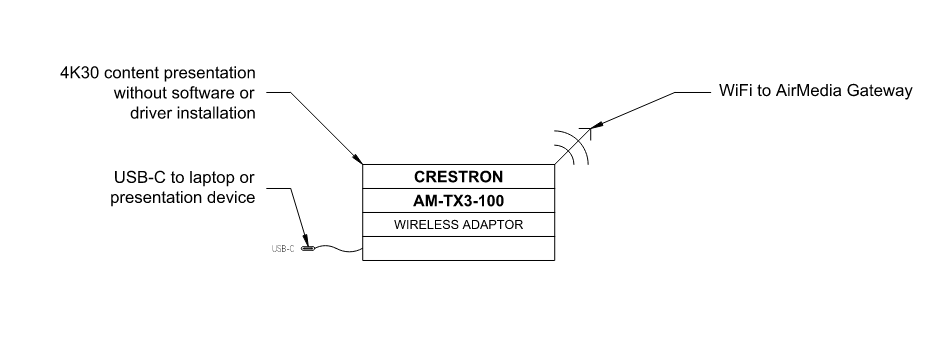 4K30 content presentation
without software or
driver installation
WiFi to AirMedia Gateway
USB-C to laptop or
presentation device
CRESTRON
AM-TX3-100
WIRELESS ADAPTOR
USB-C